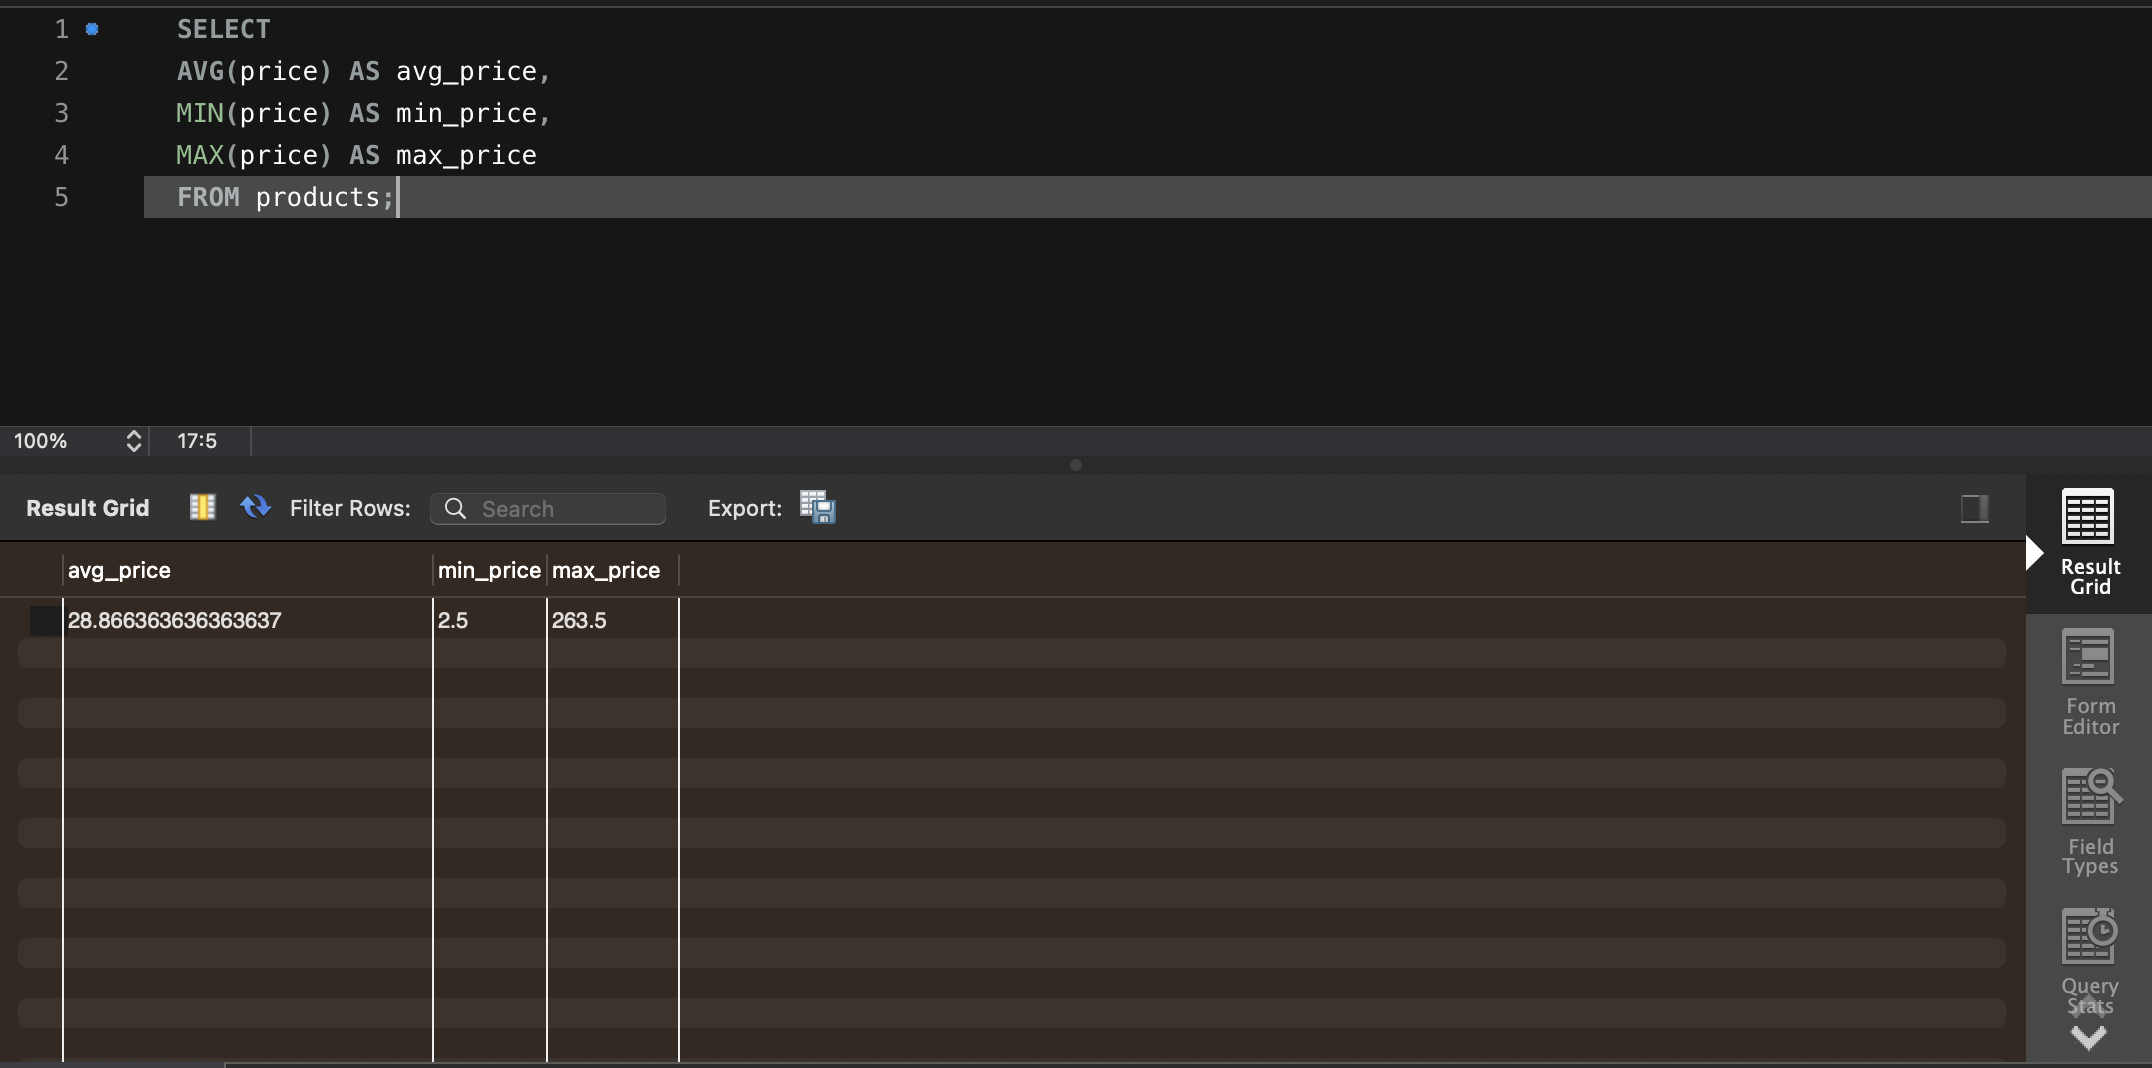 1 SELECT
2 AVG(price) AS avg_price,
3 MIN(price) AS min_price,
4 MAX(price) AS max_price
5 FROM products;
100% 17:5
Result Grid Filter Rows: Search Export:
avg_price min_price max_price
28.866363636363637 2.5 263.5
Result
Grid
Form
Editor
Field
Types
Query
Stats